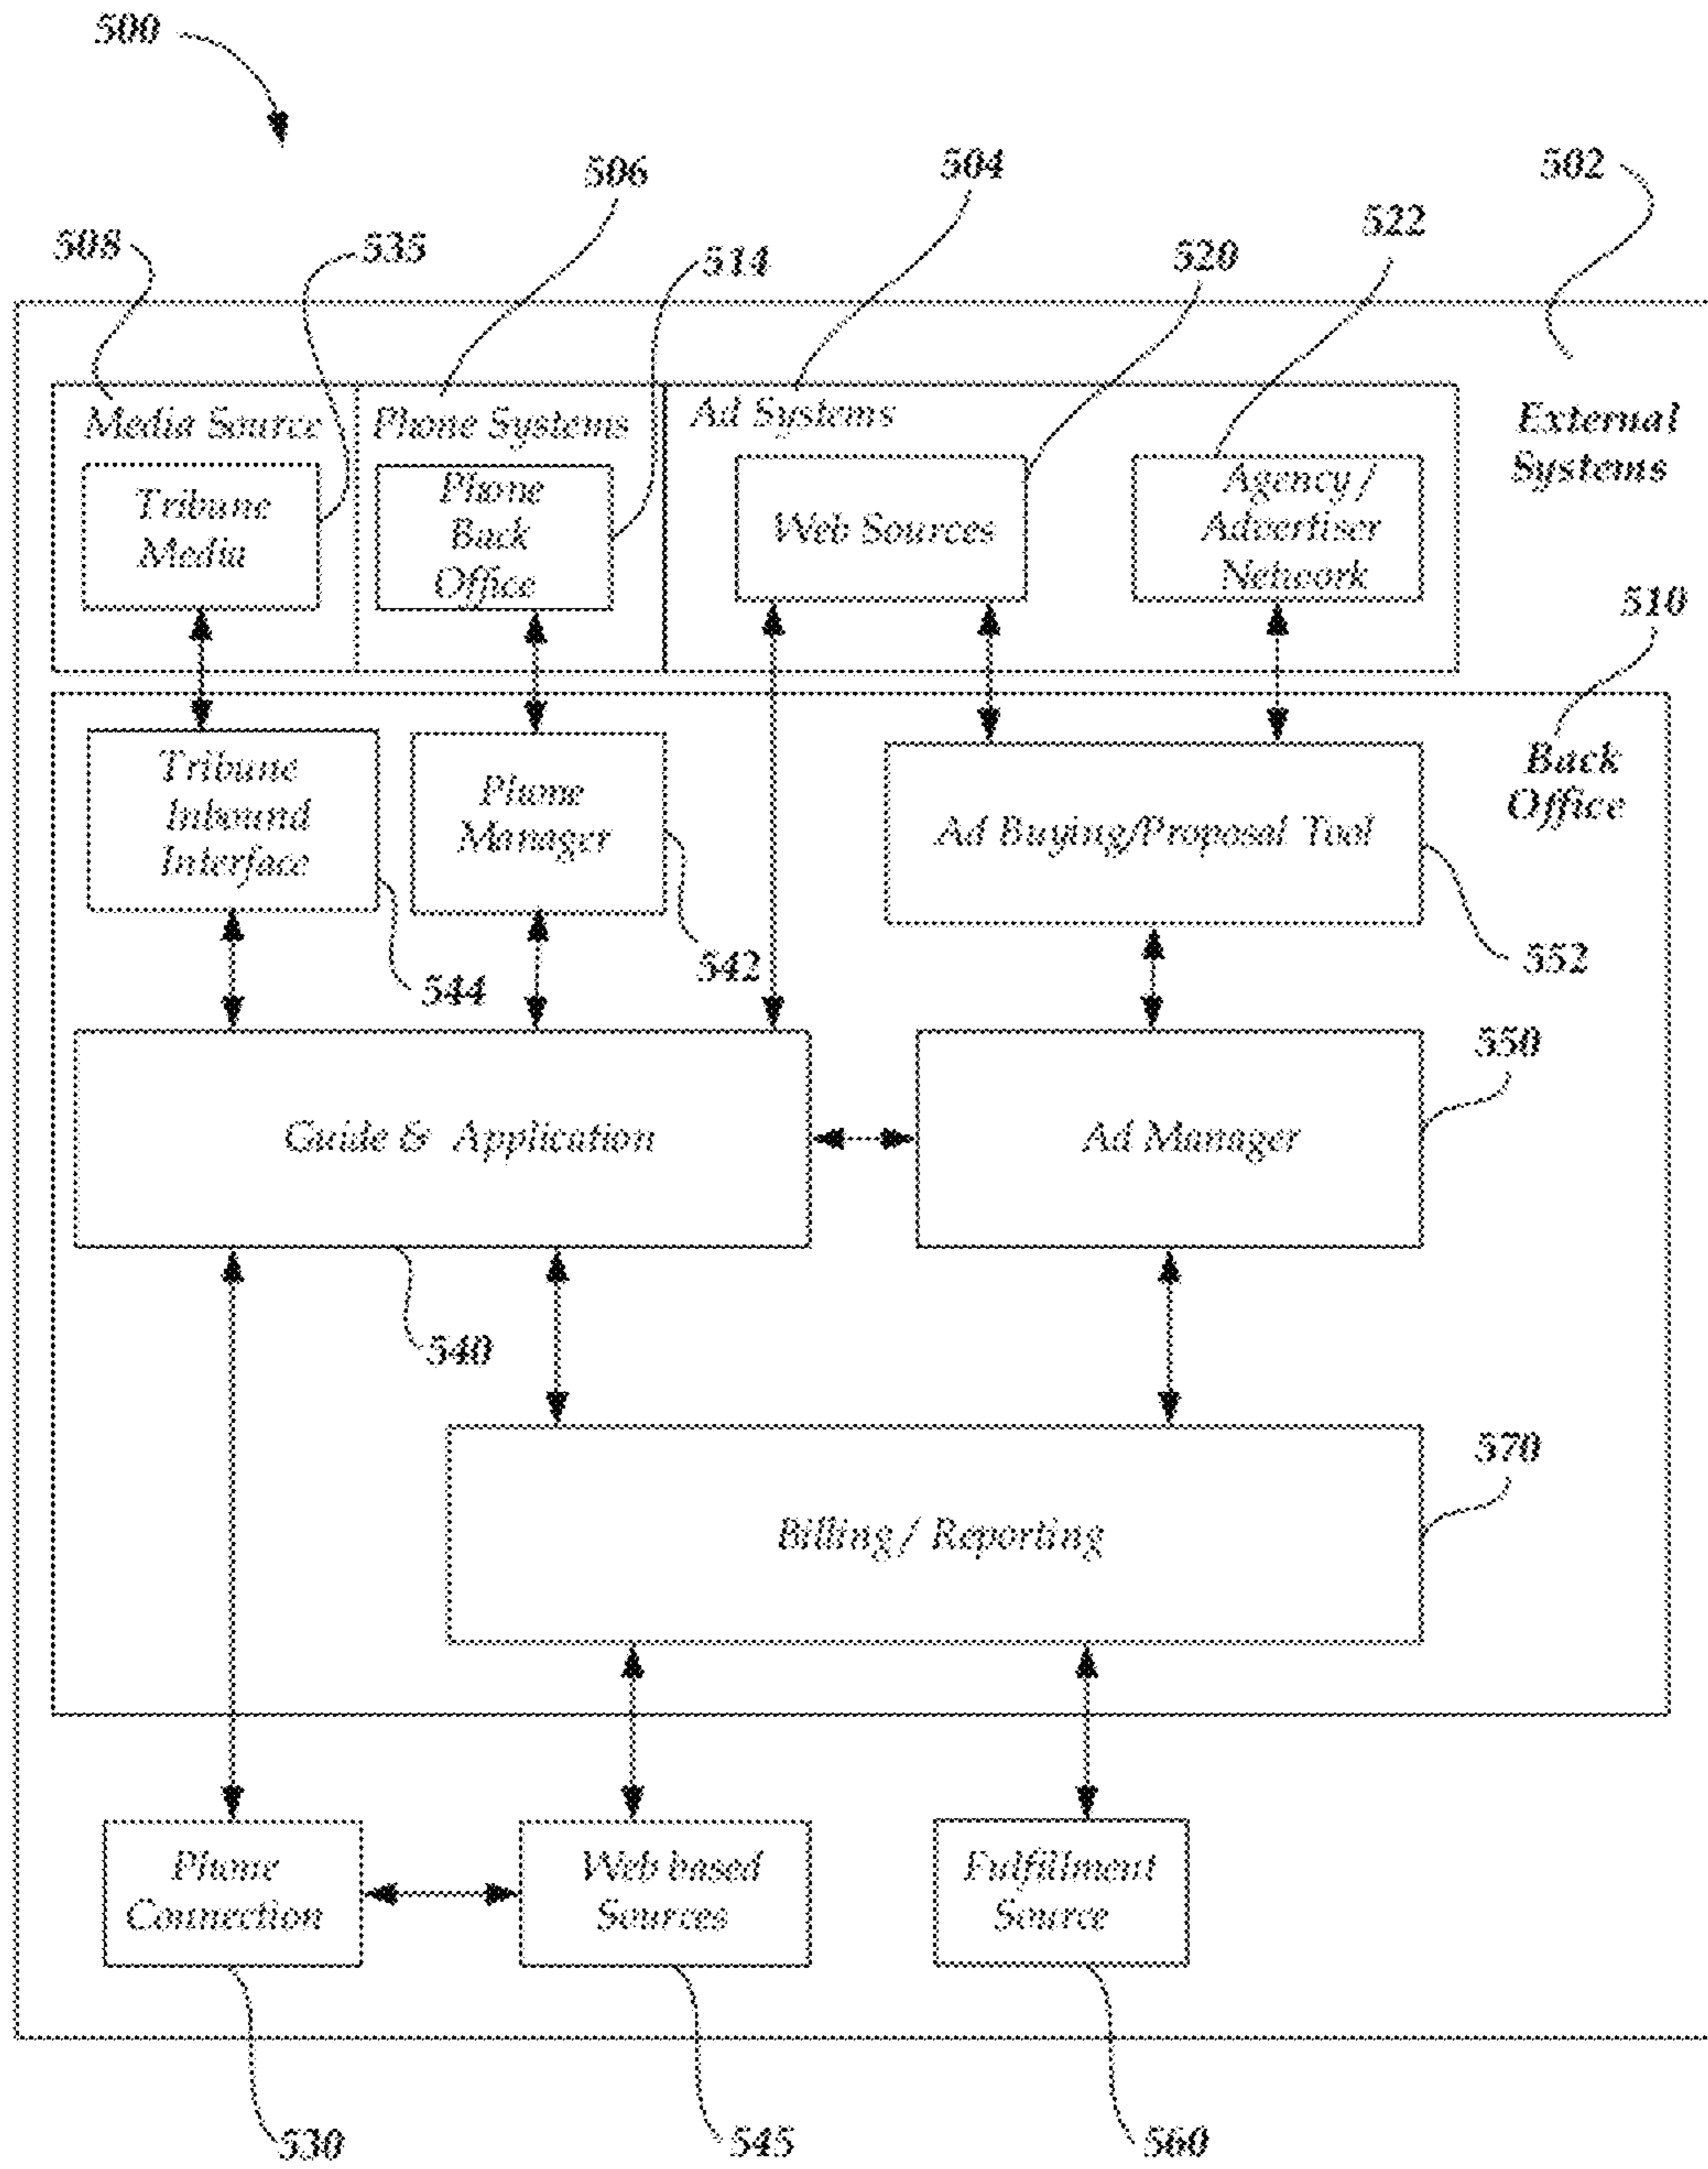 500
506
504
502
508
535
514
520
522
Media Source
Phone Systems
Ad Systems
External
Systems
Tribune
Media
Phone
Back
Office
Web Sources
Agency /
Advertiser
Network
510
Tribune
Inbound
Interface
Phone
Manager
Ad Buying/Proposal Tool
Back
Office
544
542
552
Guide & Application
Ad Manager
550
540
Billing / Reporting
570
Phone
Connection
Web based
Sources
Fulfillment
Source
530
545
560